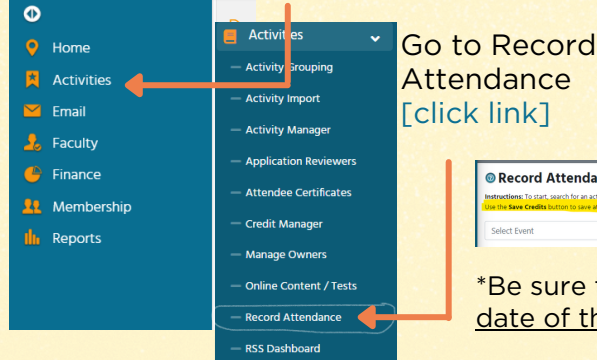 Home
Activities
Email
Faculty
Finance
Membership
Reports
Activities
Activity Grouping
Activity Import
Activity Manager
Application Reviewers
Attendee Certificates
Credit Manager
Manage Owners
Online Content / Tests
Record Attendance
RSS Dashboard
Go to Record
Attendance
[click link]
Record Attenda
Instructions: To start, search for an act
Use the Save Credits button to save at
Select Event
*Be sure
date of th